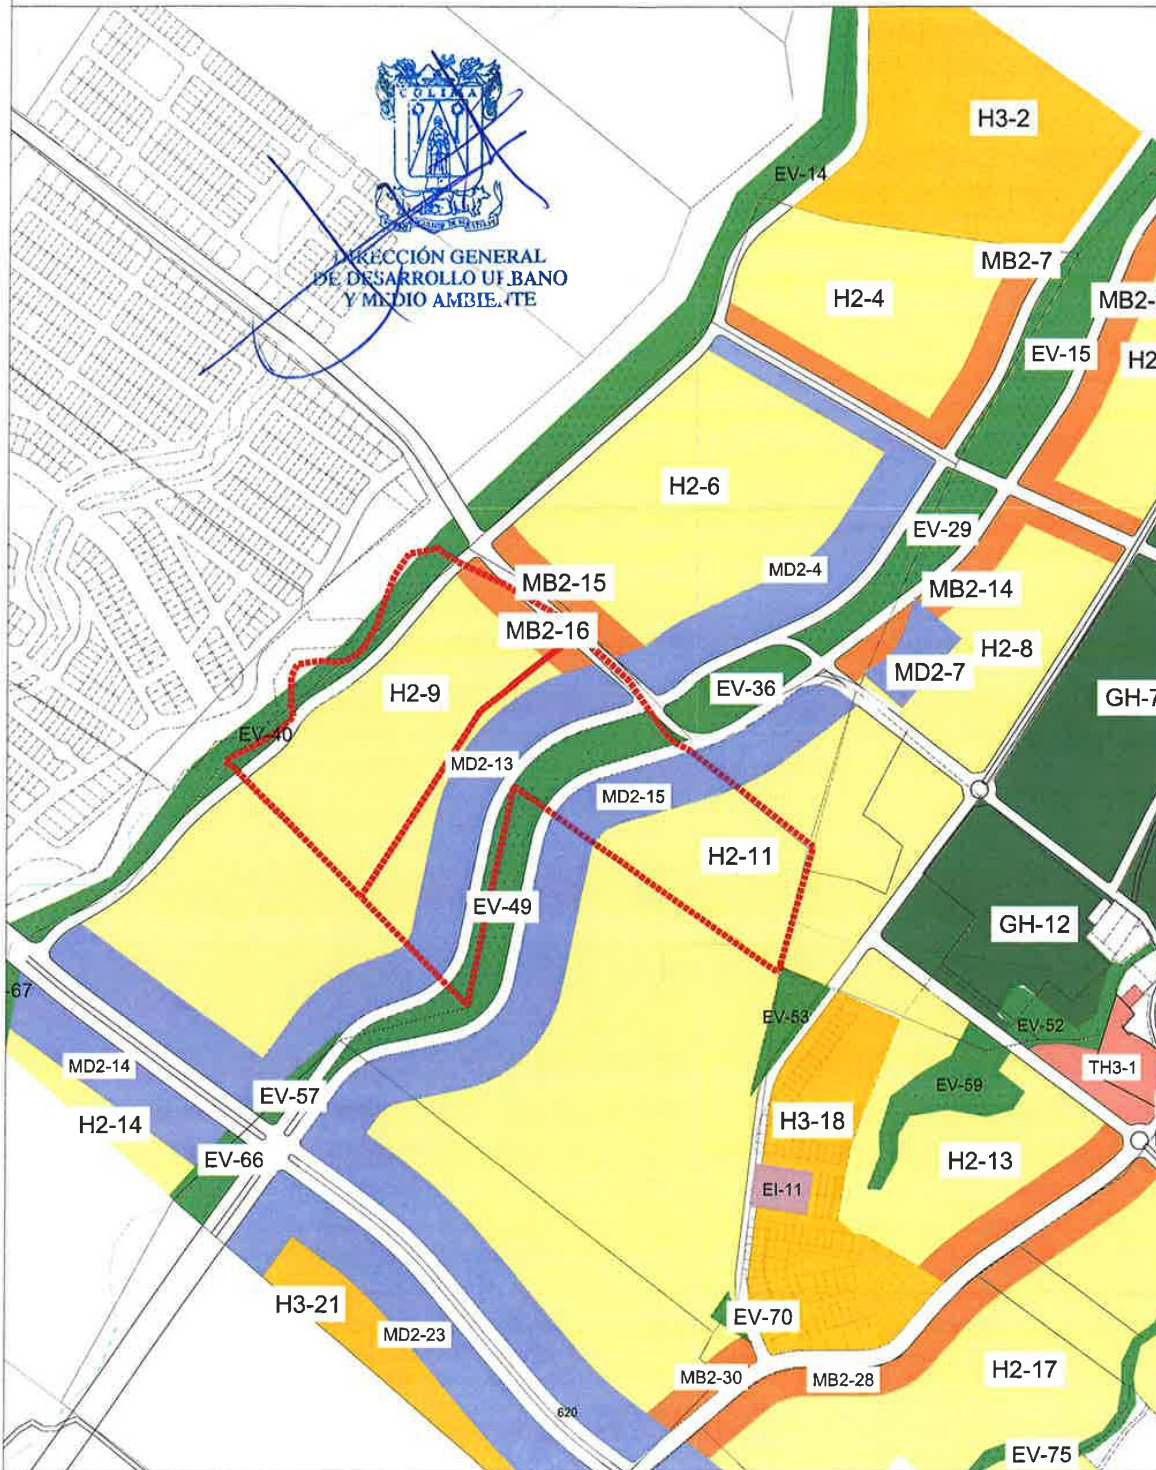 COLIMA
DIRECCIÓN GENERAL
DE DESARROLLO URBANO
Y MEDIO AMBIENTE
H3-2
EV-14
MB2-7
H2-4
MB2-
EV-15
H2
H2-6
EV-29
MD2-4
MB2-15
MB2-14
MB2-16
H2-8
MD2-7
H2-9
EV-36
GH-7
EV-40
MD2-13
MD2-15
H2-11
EV-49
GH-12
-67
EV-53
EV-52
MD2-14
TH3-1
EV-59
EV-57
H2-14
H3-18
EV-66
H2-13
EI-11
H3-21
EV-70
MD2-23
H2-17
MB2-30
MB2-28
620
EV-75